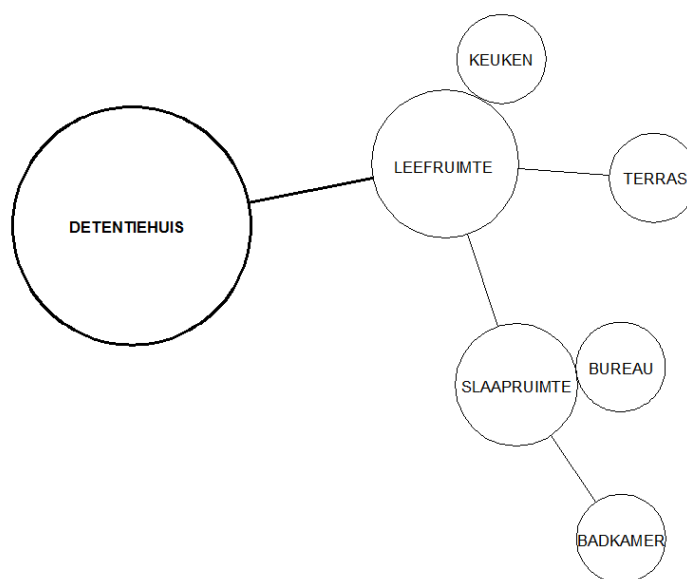 KEUKEN
LEEFRUIMTE
TERRAS
DETENTIEHUIS
BUREAU
SLAAPRUIMTE
BADKAMER